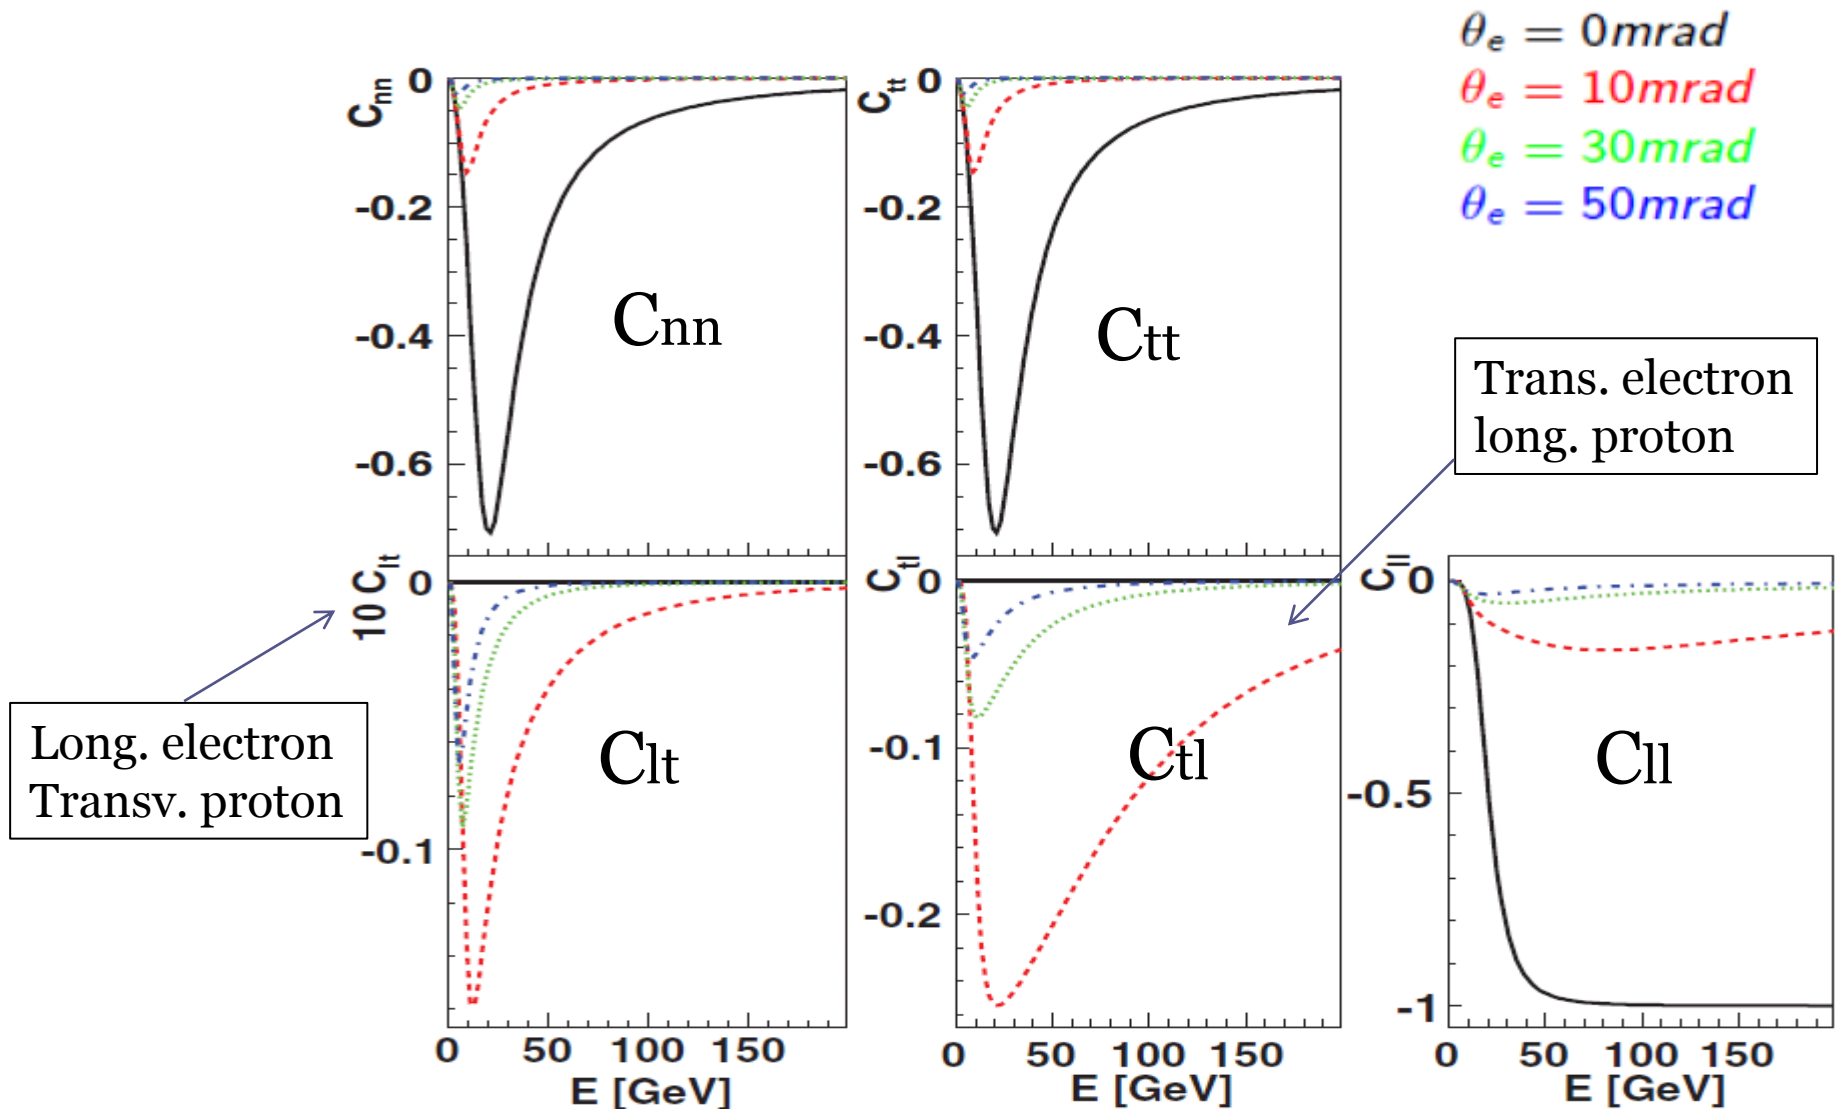 θe = 0mrad
θe = 10mrad
θe = 30mrad
θe = 50mrad
Cnn
0
-0.2
-0.4
-0.6
Cnn
Ctt
0
-0.2
-0.4
-0.6
Ctt
Trans. electron
long. proton
10 Clt
0
-0.1
Clt
Long. electron
Transv. proton
0 50 100 150
E [GeV]
Ctl
0
-0.1
-0.2
Ctl
0 50 100 150
E [GeV]
Cll
0
-0.5
-1
Cll
0 50 100 150
E [GeV]